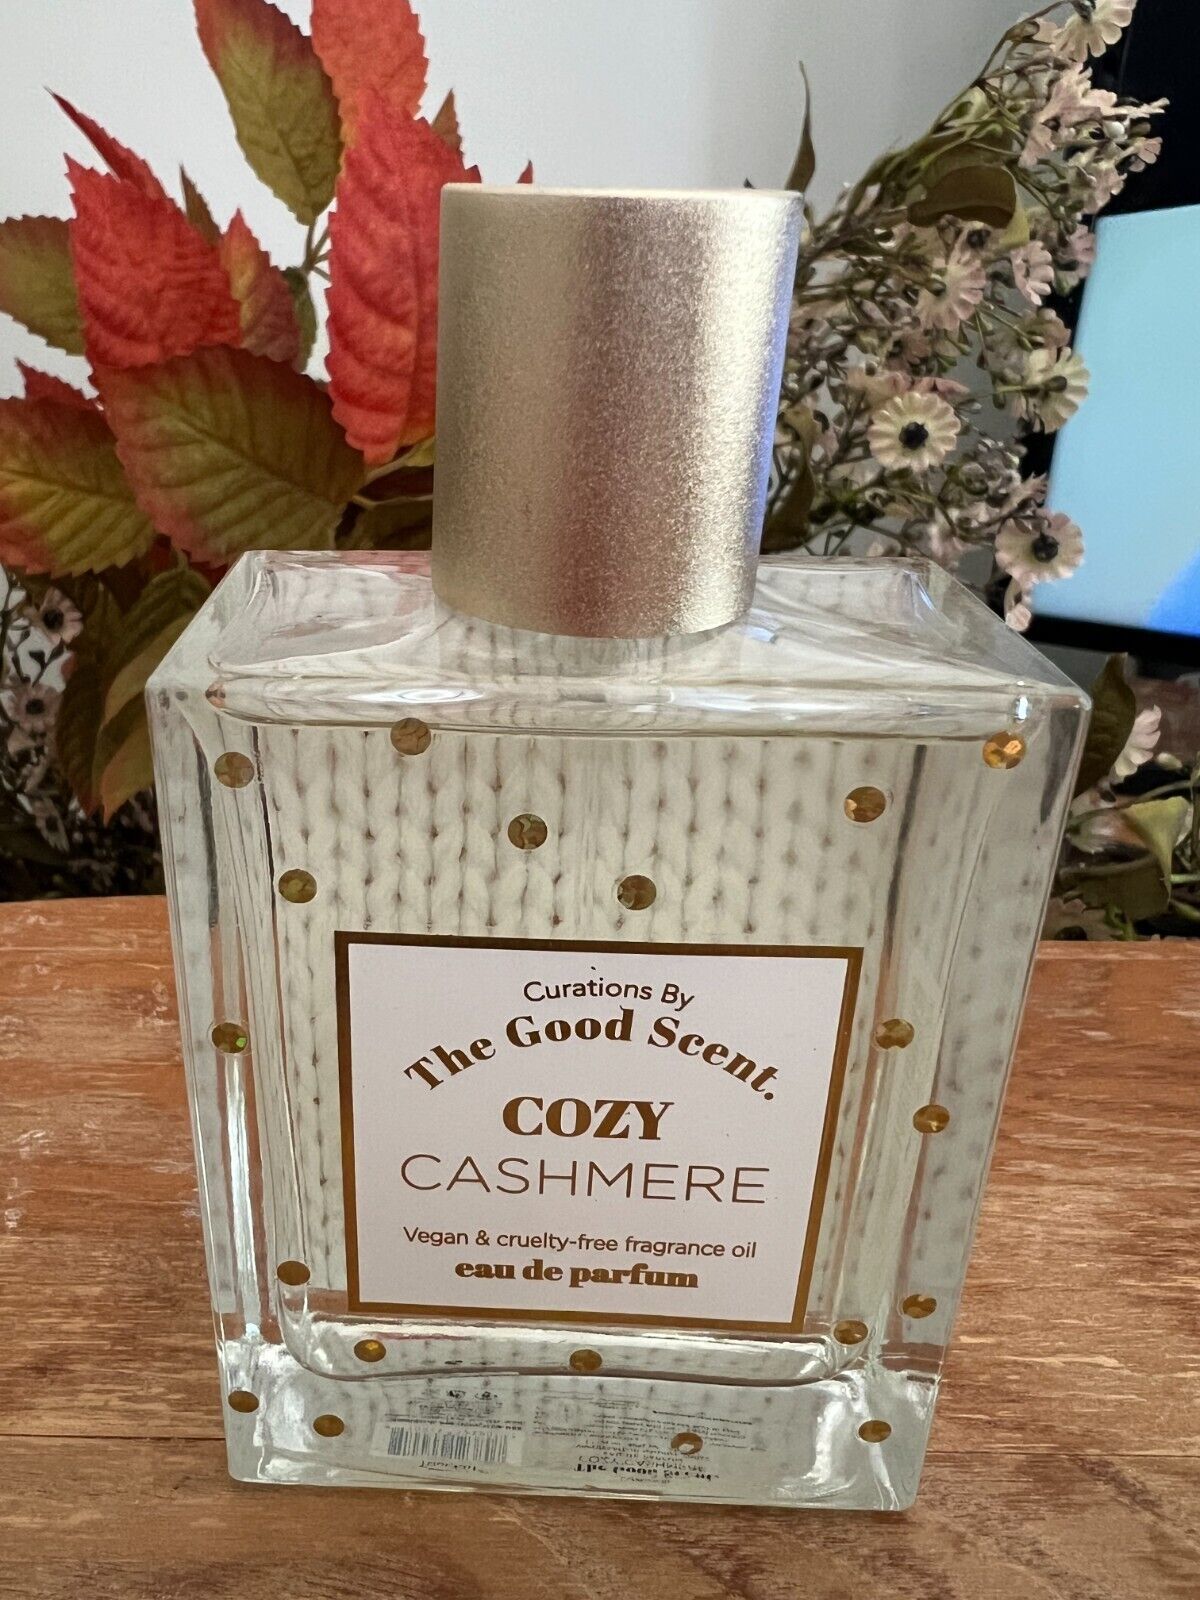 Curations By
The Good Scent.
COZY
CASHMERE
Vegan & cruelty-free fragrance oil
eau de parfum